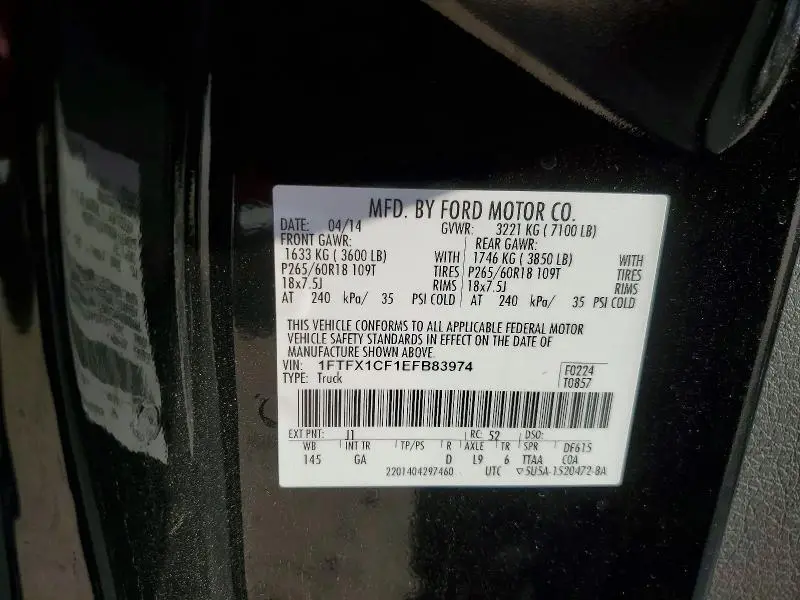 MFD. BY FORD MOTOR CO.
DATE: 04/14 GVWR: 3221 KG ( 7100 LB)
FRONT GAWR: REAR GAWR:
1633 KG ( 3600 LB) WITH 1746 KG ( 3850 LB) WITH
P265/60R18 109T TIRES P265/60R18 109T TIRES
18x7.5J RIMS 18x7.5J RIMS
AT 240 kPa/ 35 PSI COLD AT 240 kPa/ 35 PSI COLD
THIS VEHICLE CONFORMS TO ALL APPLICABLE FEDERAL MOTOR
VEHICLE SAFETY STANDARDS IN EFFECT ON THE DATE OF
MANUFACTURE SHOWN ABOVE.
VIN: 1FTFX1CF1EFB83974 F0224
TYPE: Truck T0857
EXT PNT: J1 RC: 52 DSO:
WB INT TR TP/PS R AXLE TR SPR DF615
145 GA D L9 6 TTAA COA
2201404297460 UTC ▽5U5A-1520472-BA